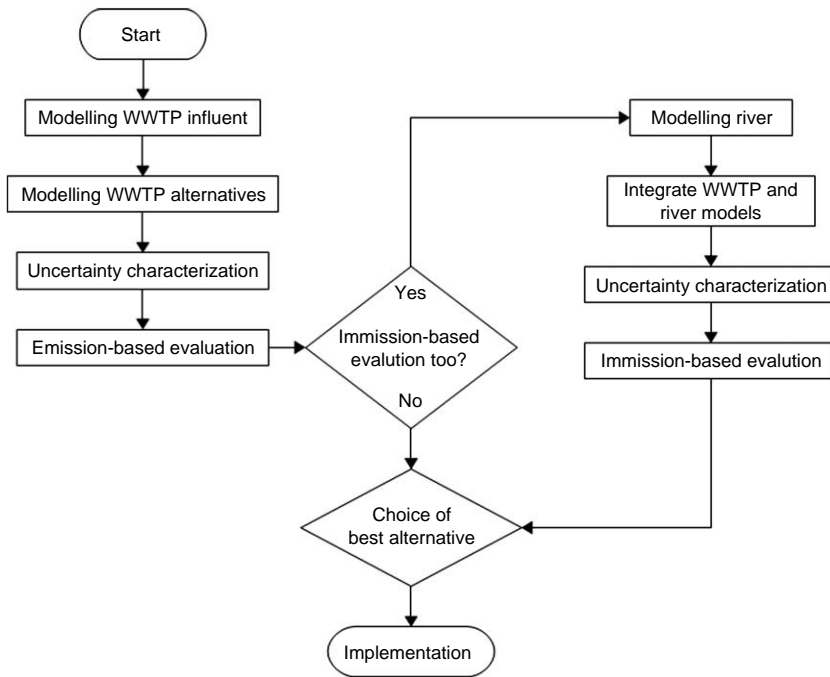 Start
Modelling WWTP influent
Modelling WWTP alternatives
Uncertainty characterization
Emission-based evaluation
Yes
Immission-based
evalution too?
No
Modelling river
Integrate WWTP and
river models
Uncertainty characterization
Immission-based evalution
Choice of
best alternative
Implementation